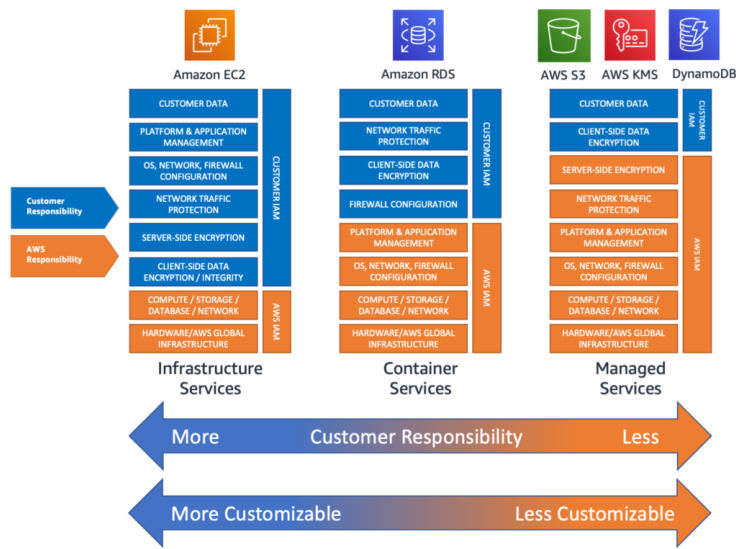 Amazon EC2
Amazon RDS
AWS S3
AWS KMS
DynamoDB
Customer
Responsibility
AWS
Responsibility
CUSTOMER DATA
PLATFORM & APPLICATION
MANAGEMENT
OS, NETWORK, FIREWALL
CONFIGURATION
NETWORK TRAFFIC
PROTECTION
SERVER-SIDE ENCRYPTION
CLIENT-SIDE DATA
ENCRYPTION / INTEGRITY
COMPUTE / STORAGE /
DATABASE / NETWORK
HARDWARE/AWS GLOBAL
INFRASTRUCTURE
CUSTOMER IAM
AWS IAM
Infrastructure
Services
CUSTOMER DATA
NETWORK TRAFFIC
PROTECTION
CLIENT-SIDE DATA
ENCRYPTION
FIREWALL CONFIGURATION
PLATFORM & APPLICATION
MANAGEMENT
OS, NETWORK, FIREWALL
CONFIGURATION
COMPUTE / STORAGE /
DATABASE / NETWORK
HARDWARE/AWS GLOBAL
INFRASTRUCTURE
CUSTOMER IAM
AWS IAM
Container
Services
CUSTOMER DATA
CLIENT-SIDE DATA
ENCRYPTION
SERVER-SIDE ENCRYPTION
NETWORK TRAFFIC
PROTECTION
PLATFORM & APPLICATION
MANAGEMENT
OS, NETWORK, FIREWALL
CONFIGURATION
COMPUTE / STORAGE /
DATABASE / NETWORK
HARDWARE/AWS GLOBAL
INFRASTRUCTURE
CUSTOMER
IAM
AWS IAM
Managed
Services
More Customer Responsibility Less
More Customizable Less Customizable